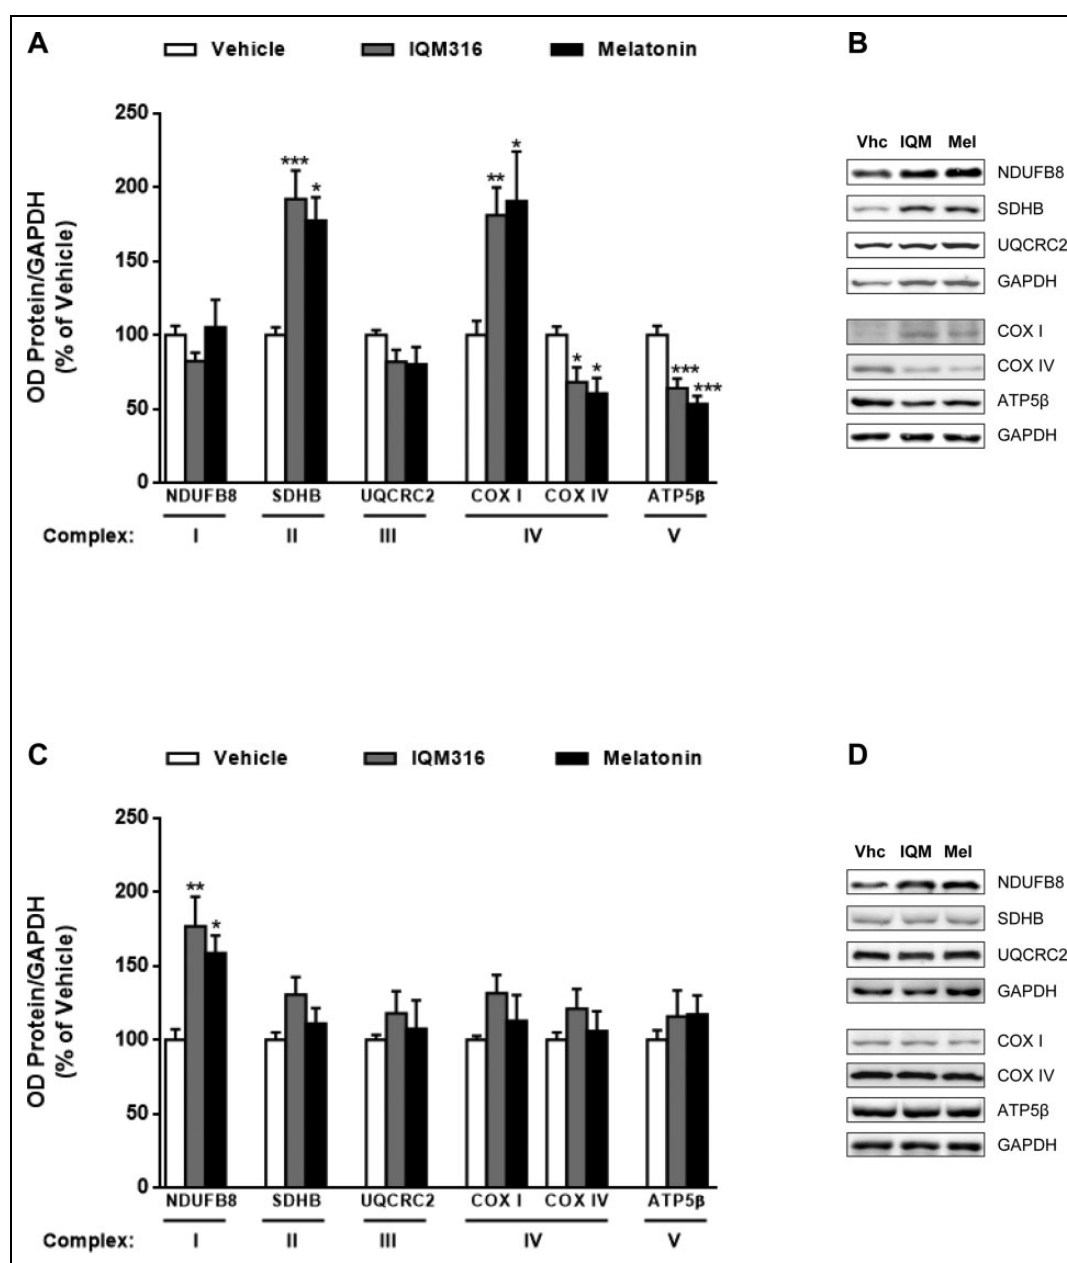 A
Vehicle IQM316 Melatonin
OD Protein/GAPDH
(% of Vehicle)
250
200
150
100
50
0
***
*
**
*
*
*
***
***
NDUFB8 SDHB UQCRC2 COX I COX IV ATP5β
Complex: I II III IV V
B
Vhc IQM Mel
NDUFB8
SDHB
UQCRC2
GAPDH
COX I
COX IV
ATP5β
GAPDH
C
Vehicle IQM316 Melatonin
OD Protein/GAPDH
(% of Vehicle)
250
200
150
100
50
0
**
*
NDUFB8 SDHB UQCRC2 COX I COX IV ATP5β
Complex: I II III IV V
D
Vhc IQM Mel
NDUFB8
SDHB
UQCRC2
GAPDH
COX I
COX IV
ATP5β
GAPDH